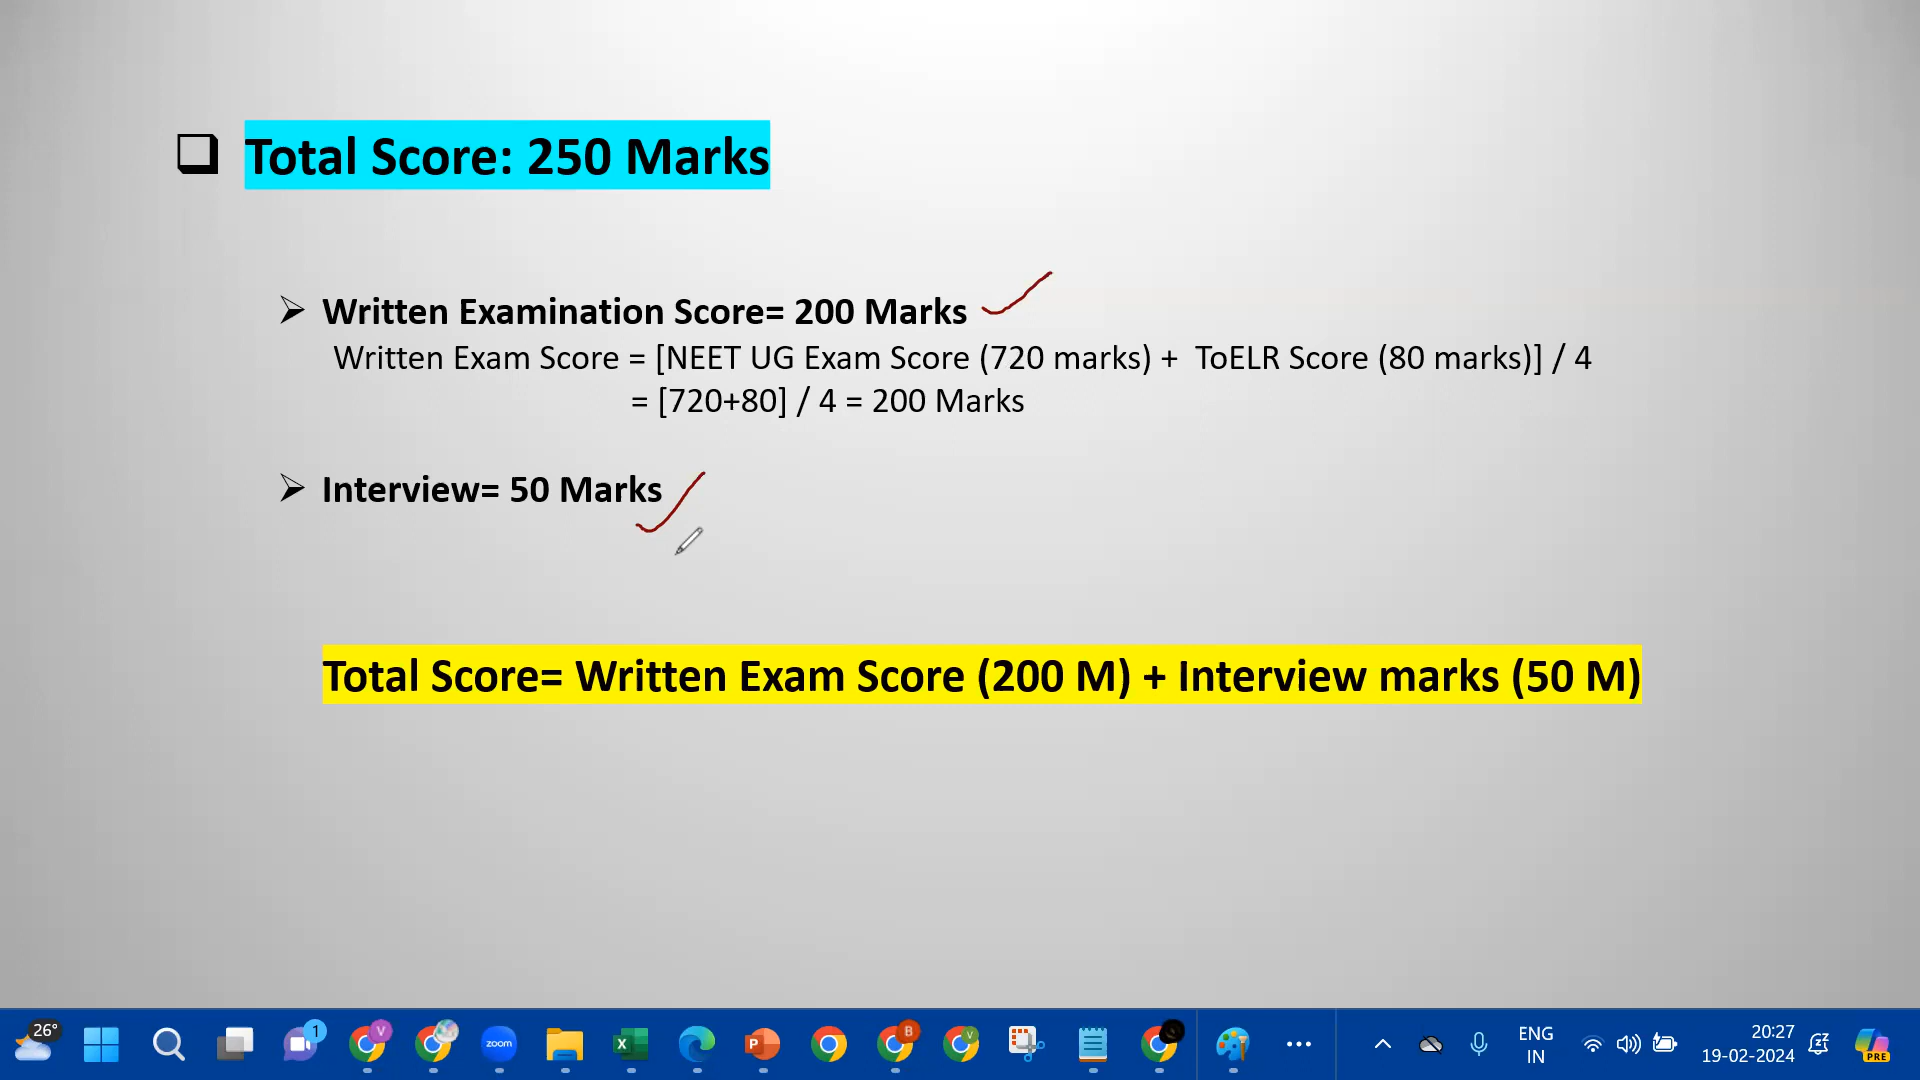 Total Score: 250 Marks
Written Examination Score= 200 Marks
Written Exam Score = [NEET UG Exam Score (720 marks) + ToELR Score (80 marks)] / 4
= [720+80] / 4 = 200 Marks
Interview= 50 Marks
Total Score= Written Exam Score (200 M) + Interview marks (50 M)
26°
1
V
zoom
X
P
B
V
ENG
IN
20:27
19-02-2024
PRE